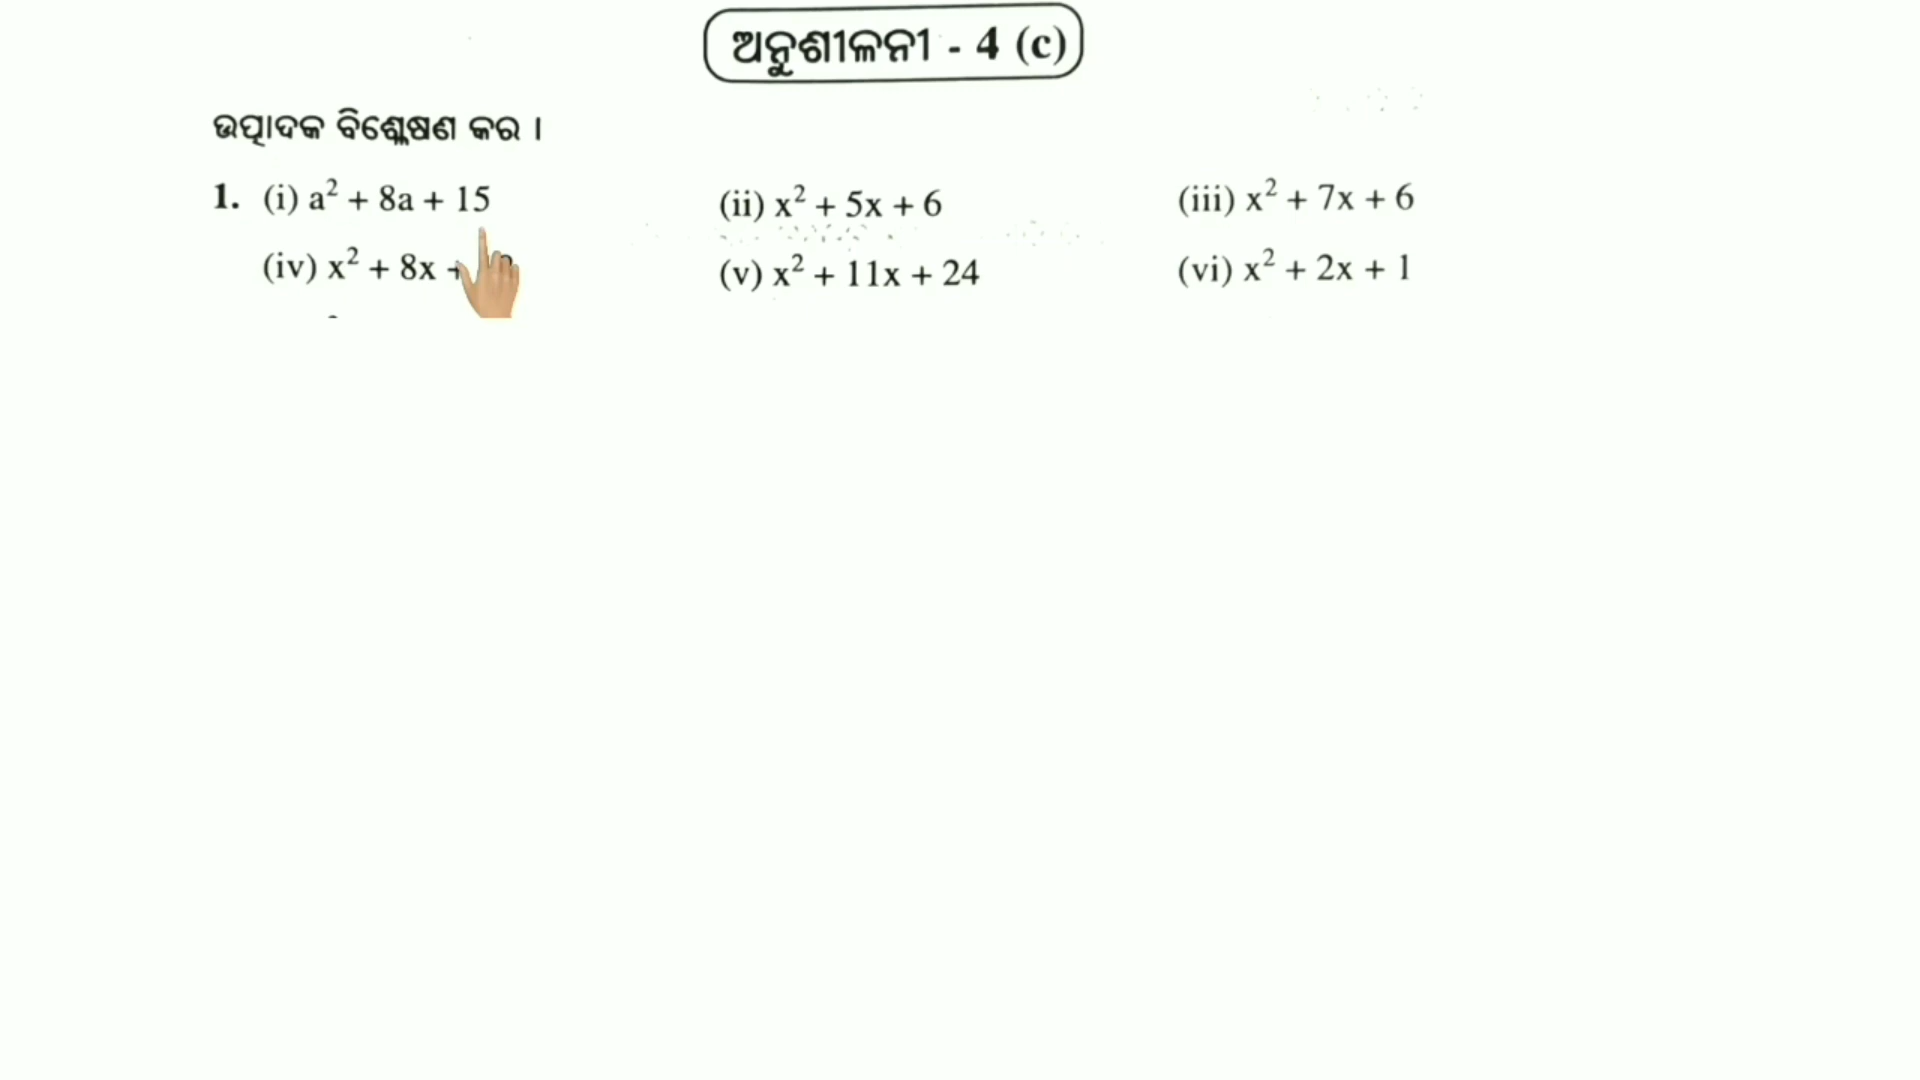 ଅନୁଶୀଳନୀ - 4 (c)
ଉତ୍ପାଦକ ବିଶ୍ଳେଷଣ କର ।
1. (i) a² + 8a + 15 (ii) x² + 5x + 6 (iii) x² + 7x + 6
(iv) x² + 8x + (v) x² + 11x + 24 (vi) x² + 2x + 1